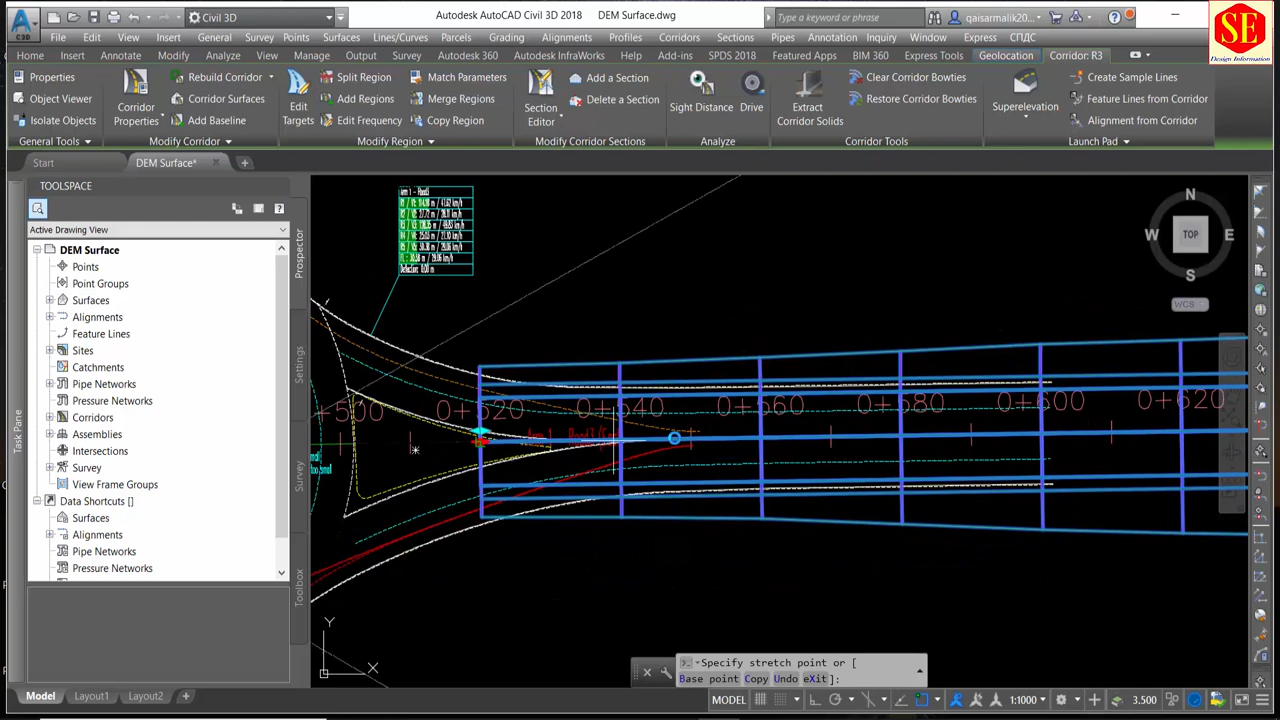 Civil 3D
Autodesk AutoCAD Civil 3D 2018 DEM Surface.dwg
Type a keyword or phrase
qaisarmalik20...
SE
Design Information
C3D
File Edit View Insert General Survey Points Surfaces Lines/Curves Parcels Grading Alignments Profiles Corridors Sections Pipes Annotation Inquiry Window Express СПДС
Home Insert Annotate Modify Analyze View Manage Output Survey Autodesk 360 Autodesk InfraWorks Help Add-ins SPDS 2018 Featured Apps BIM 360 Express Tools Geolocation Corridor: R3
Properties
Object Viewer
Isolate Objects
General Tools
Corridor Properties
Rebuild Corridor
Corridor Surfaces
Add Baseline
Modify Corridor
Edit Targets
Split Region
Add Regions
Edit Frequency
Match Parameters
Merge Regions
Copy Region
Modify Region
Section Editor
Add a Section
Delete a Section
Modify Corridor Sections
Sight Distance
Drive
Analyze
Extract Corridor Solids
Clear Corridor Bowties
Restore Corridor Bowties
Corridor Tools
Superelevation
Create Sample Lines
Feature Lines from Corridor
Alignment from Corridor
Launch Pad
Start
DEM Surface*
TOOLSPACE
Active Drawing View
DEM Surface
Points
Point Groups
Surfaces
Alignments
Feature Lines
Sites
Catchments
Pipe Networks
Pressure Networks
Corridors
Assemblies
Intersections
Survey
View Frame Groups
Data Shortcuts []
Surfaces
Alignments
Pipe Networks
Pressure Networks
Prospector
Settings
Survey
Toolbox
Task Pane
N
W TOP E
S
WCS
+500 0+520 0+540 0+560 0+580 0+600 0+620
Y
X
Specify stretch point or [
Base point Copy Undo eXit]:
Model Layout1 Layout2
MODEL
1:1000
3.500